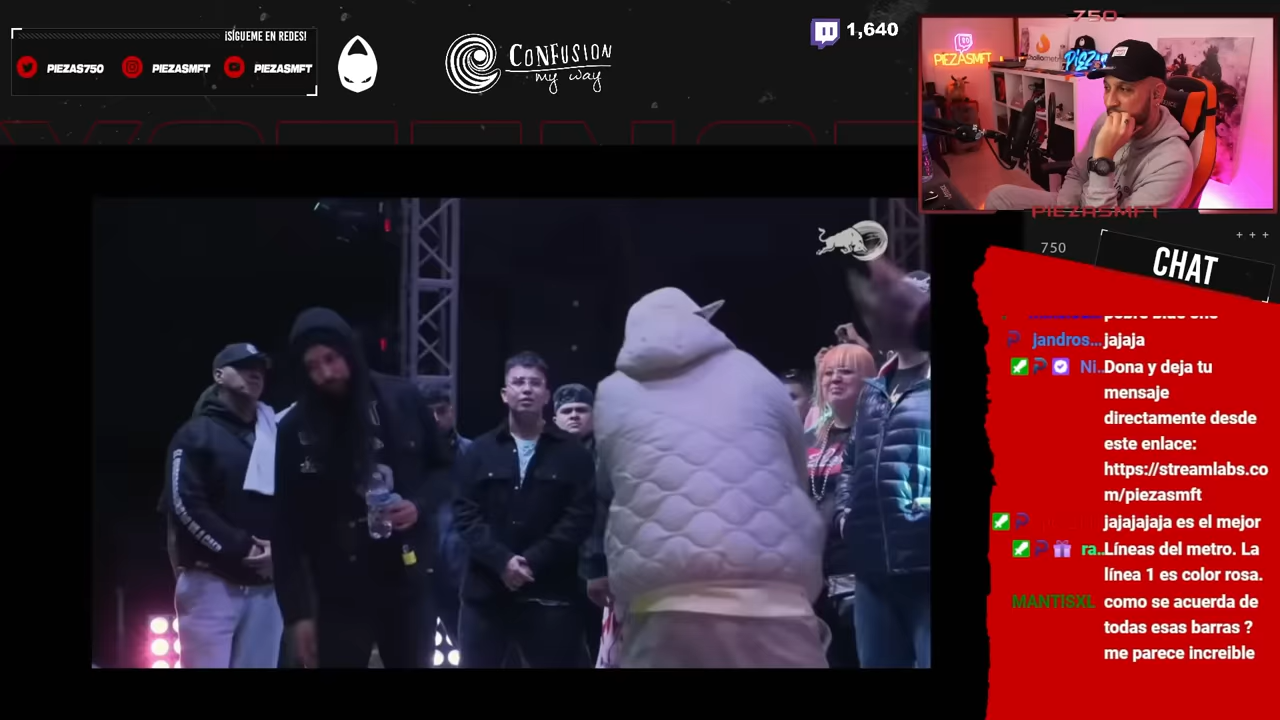 ¡SÍGUEME EN REDES!
PIEZAS750
PIEZASMFT
PIEZASMFT
CONFUSION
my way
1,640
750
PIEZASMFT
PIEZASMFT
750
CHAT
jandros... jajaja
Ni.. Dona y deja tu
mensaje
directamente desde
este enlace:
https://streamlabs.co
m/piezasmft
jajajajaja es el mejor
ra.. Líneas del metro. La
línea 1 es color rosa.
MANTISXL como se acuerda de
todas esas barras ?
me parece increible